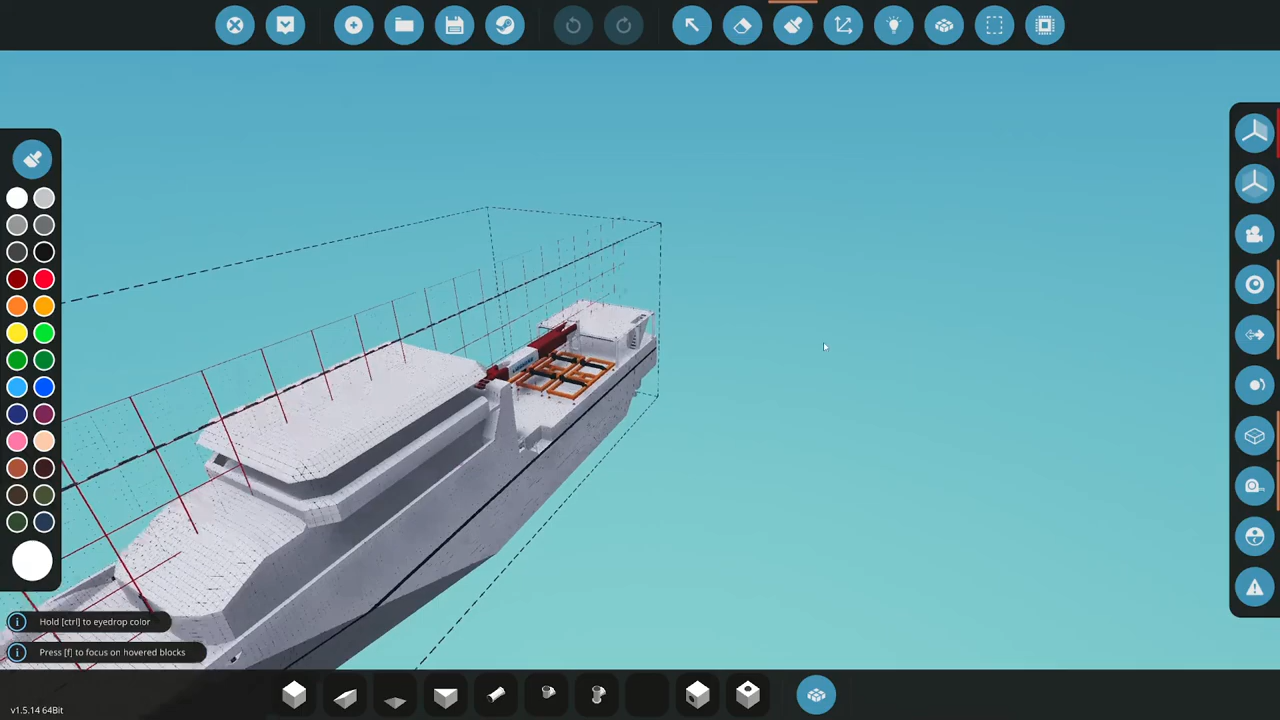 Hold [ctrl] to eyedrop color
Press [f] to focus on hovered blocks
v1.5.14 64Bit